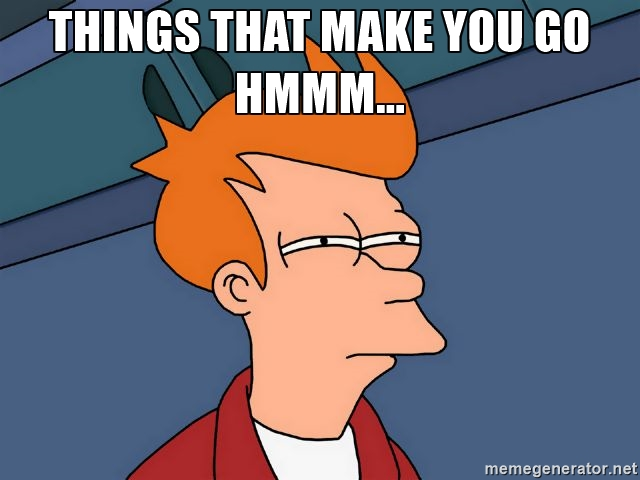 THINGS THAT MAKE YOU GO
HMMM...
memegenerator.net